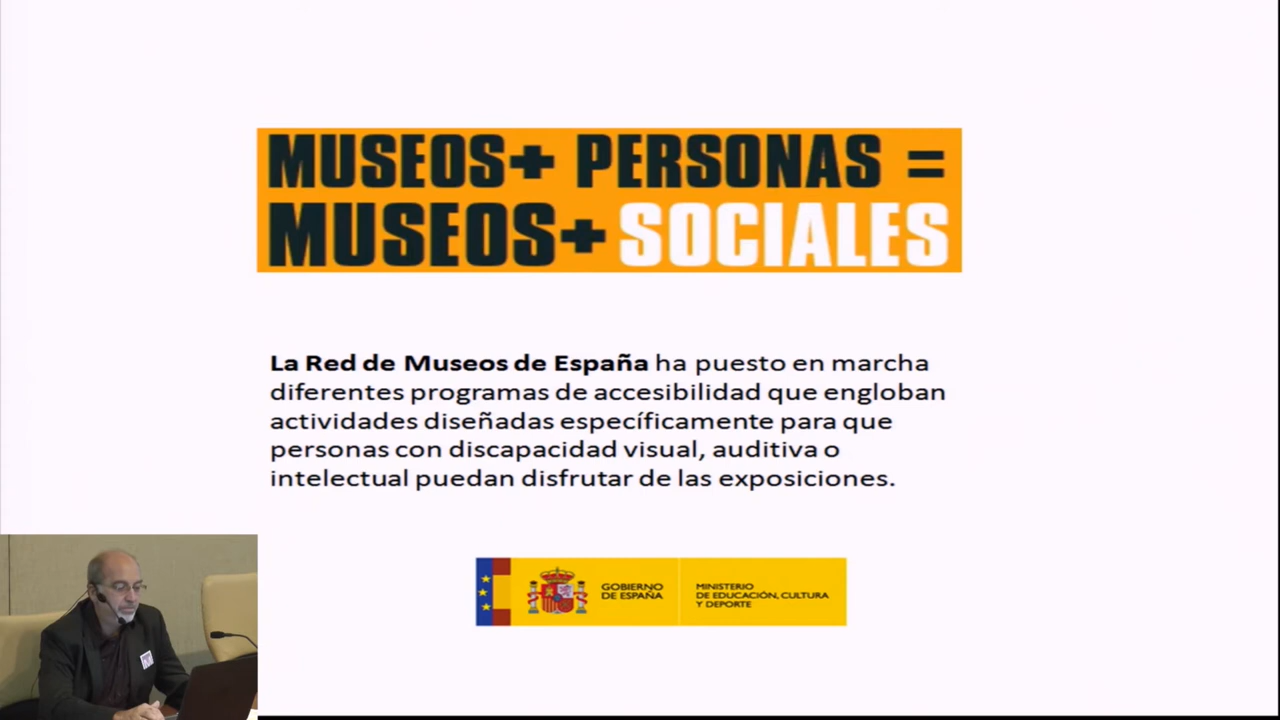 MUSEOS+ PERSONAS =
MUSEOS+ SOCIALES
La Red de Museos de España ha puesto en marcha
diferentes programas de accesibilidad que engloban
actividades diseñadas específicamente para que
personas con discapacidad visual, auditiva o
intelectual puedan disfrutar de las exposiciones.
GOBIERNO
DE ESPAÑA
MINISTERIO
DE EDUCACIÓN, CULTURA
Y DEPORTE